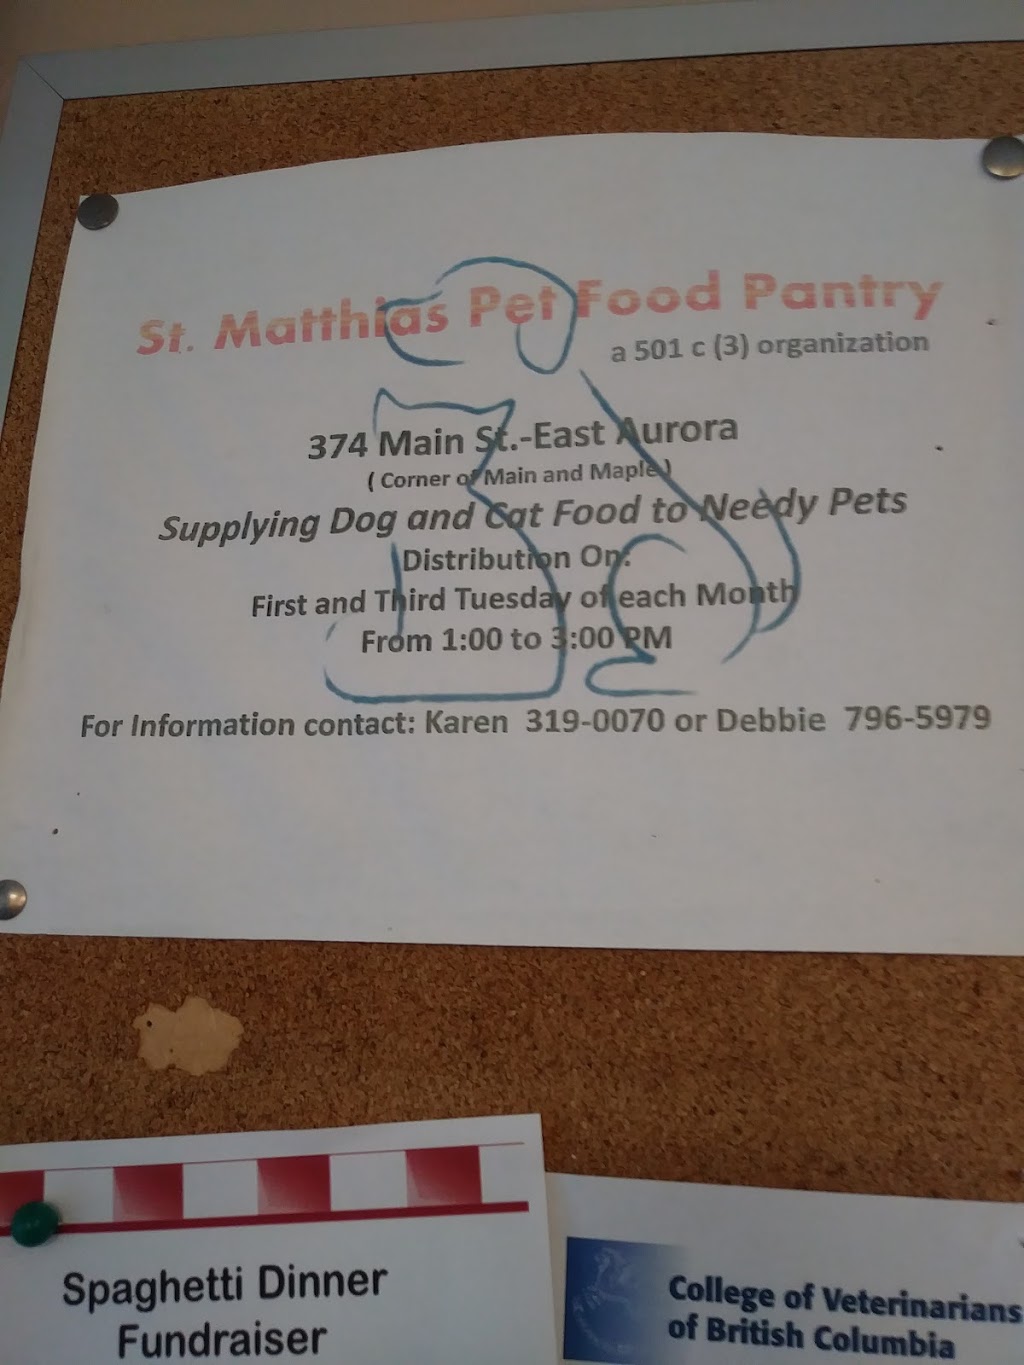 St. Matthias Pet Food Pantry
a 501 c (3) organization
374 Main St.-East Aurora
( Corner of Main and Maple )
Supplying Dog and Cat Food to Needy Pets
Distribution On:
First and Third Tuesday of each Month
From 1:00 to 3:00 PM
For Information contact: Karen 319-0070 or Debbie 796-5979
Spaghetti Dinner
Fundraiser
College of Veterinarians
of British Columbia